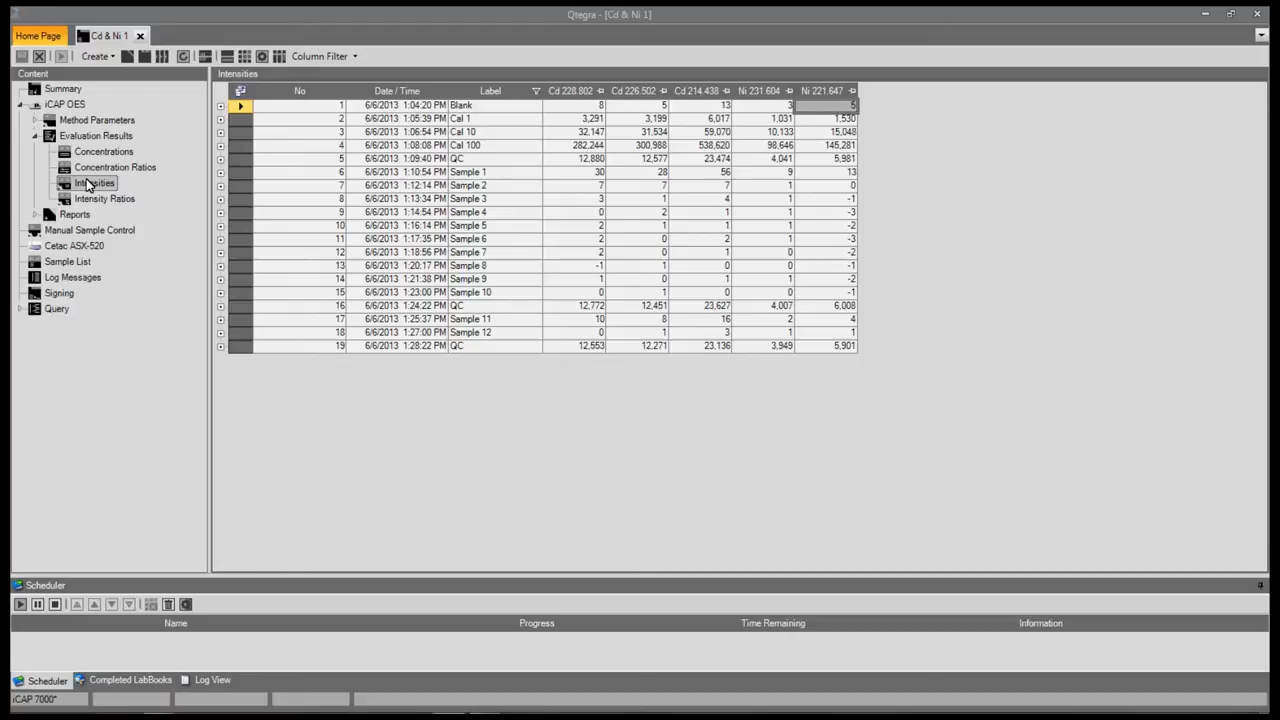 Qtegra - [Cd & Ni 1]
Home Page Cd & Ni 1
Create Column Filter
Content
Summary
iCAP OES
Method Parameters
Evaluation Results
Concentrations
Concentration Ratios
Intensities
Intensity Ratios
Reports
Manual Sample Control
Cetac ASX-520
Sample List
Log Messages
Signing
Query
Intensities
No Date / Time Label Cd 228.802 Cd 226.502 Cd 214.438 Ni 231.604 Ni 221.647
1 6/6/2013 1:04:20 PM Blank 8 5 13 3 5
2 6/6/2013 1:05:39 PM Cal 1 3,291 3,199 6,017 1,031 1,530
3 6/6/2013 1:06:54 PM Cal 10 32,147 31,534 59,070 10,133 15,048
4 6/6/2013 1:08:08 PM Cal 100 282,244 300,988 538,620 98,646 145,281
5 6/6/2013 1:09:40 PM QC 12,880 12,577 23,474 4,041 5,981
6 6/6/2013 1:10:54 PM Sample 1 30 28 56 9 13
7 6/6/2013 1:12:14 PM Sample 2 7 7 7 1 0
8 6/6/2013 1:13:34 PM Sample 3 3 1 4 1 -1
9 6/6/2013 1:14:54 PM Sample 4 0 2 1 1 -3
10 6/6/2013 1:16:14 PM Sample 5 2 1 1 1 -2
11 6/6/2013 1:17:35 PM Sample 6 2 0 2 1 -3
12 6/6/2013 1:18:56 PM Sample 7 2 0 1 0 -2
13 6/6/2013 1:20:17 PM Sample 8 -1 1 0 0 -1
14 6/6/2013 1:21:38 PM Sample 9 1 0 1 0 -2
15 6/6/2013 1:23:00 PM Sample 10 0 1 0 0 -1
16 6/6/2013 1:24:22 PM QC 12,772 12,451 23,627 4,007 6,008
17 6/6/2013 1:25:37 PM Sample 11 10 8 16 2 4
18 6/6/2013 1:27:00 PM Sample 12 0 1 3 1 1
19 6/6/2013 1:28:22 PM QC 12,553 12,271 23,136 3,949 5,901
Scheduler
Name Progress Time Remaining Information
Scheduler Completed LabBooks Log View
iCAP 7000*